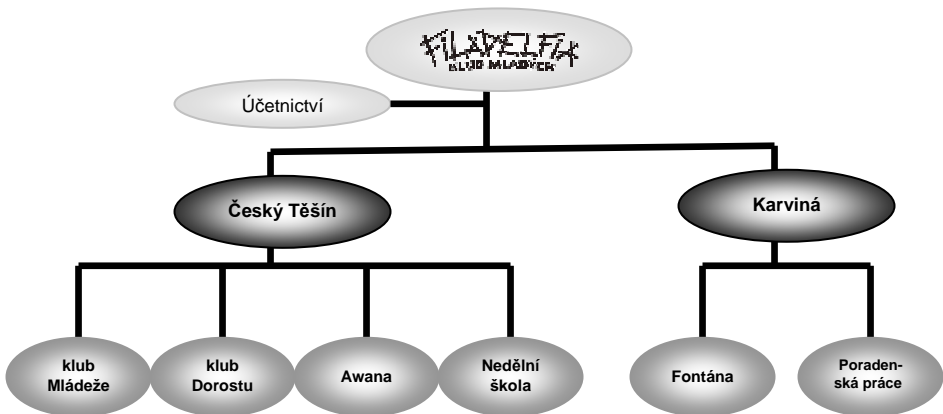 FILADELFIA
KLUB MLADÝCH
Účetnictví
Český Těšín
Karviná
klub
Mládeže
klub
Dorostu
Awana
Nedělní
škola
Fontána
Poraden-
ská práce